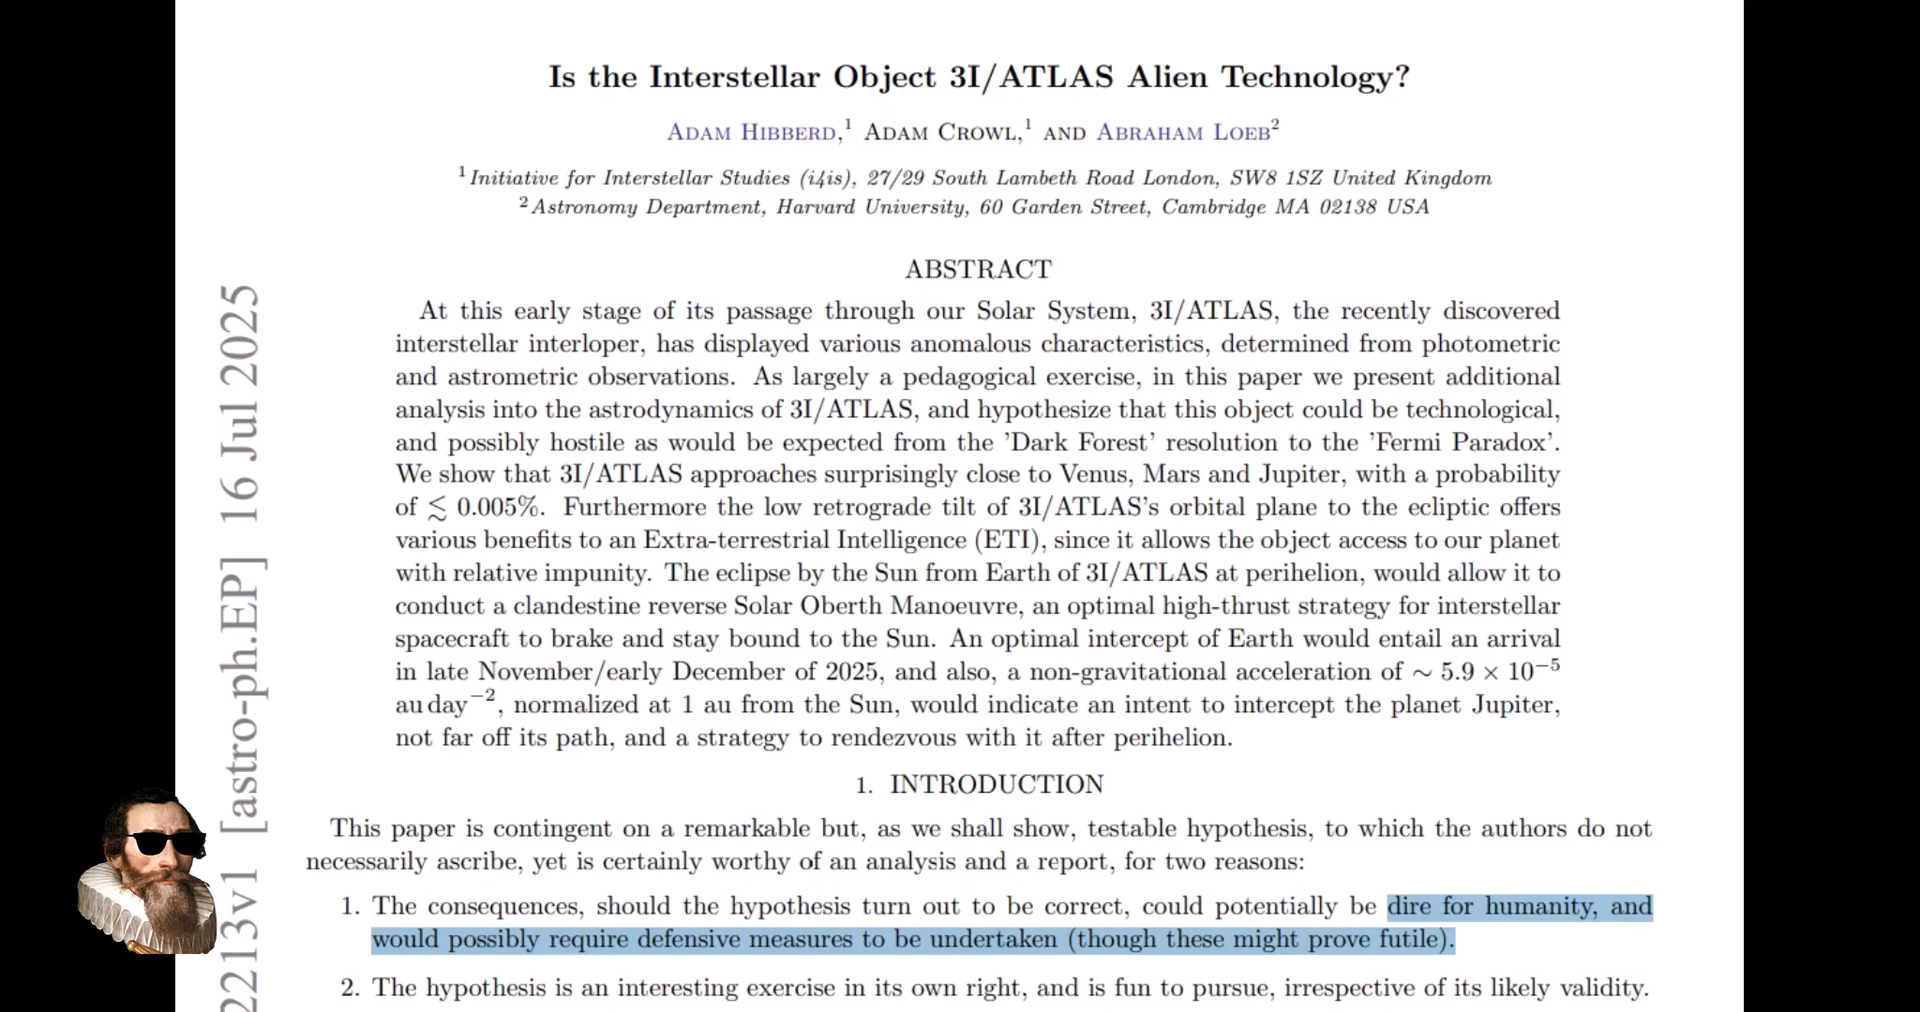 Is the Interstellar Object 3I/ATLAS Alien Technology?
ADAM HIBBERD,1 ADAM CROWL,1 AND ABRAHAM LOEB2
1 Initiative for Interstellar Studies (i4is), 27/29 South Lambeth Road London, SW8 1SZ United Kingdom
2 Astronomy Department, Harvard University, 60 Garden Street, Cambridge MA 02138 USA
ABSTRACT
At this early stage of its passage through our Solar System, 3I/ATLAS, the recently discovered
interstellar interloper, has displayed various anomalous characteristics, determined from photometric
and astrometric observations. As largely a pedagogical exercise, in this paper we present additional
analysis into the astrodynamics of 3I/ATLAS, and hypothesize that this object could be technological,
and possibly hostile as would be expected from the 'Dark Forest' resolution to the 'Fermi Paradox'.
We show that 3I/ATLAS approaches surprisingly close to Venus, Mars and Jupiter, with a probability
of ≲ 0.005%. Furthermore the low retrograde tilt of 3I/ATLAS's orbital plane to the ecliptic offers
various benefits to an Extra-terrestrial Intelligence (ETI), since it allows the object access to our planet
with relative impunity. The eclipse by the Sun from Earth of 3I/ATLAS at perihelion, would allow it to
conduct a clandestine reverse Solar Oberth Manoeuvre, an optimal high-thrust strategy for interstellar
spacecraft to brake and stay bound to the Sun. An optimal intercept of Earth would entail an arrival
in late November/early December of 2025, and also, a non-gravitational acceleration of ∼ 5.9 × 10−5
au day−2, normalized at 1 au from the Sun, would indicate an intent to intercept the planet Jupiter,
not far off its path, and a strategy to rendezvous with it after perihelion.
1. INTRODUCTION
This paper is contingent on a remarkable but, as we shall show, testable hypothesis, to which the authors do not
necessarily ascribe, yet is certainly worthy of an analysis and a report, for two reasons:
1. The consequences, should the hypothesis turn out to be correct, could potentially be dire for humanity, and
would possibly require defensive measures to be undertaken (though these might prove futile).
2. The hypothesis is an interesting exercise in its own right, and is fun to pursue, irrespective of its likely validity.
2213v1 [astro-ph.EP] 16 Jul 2025